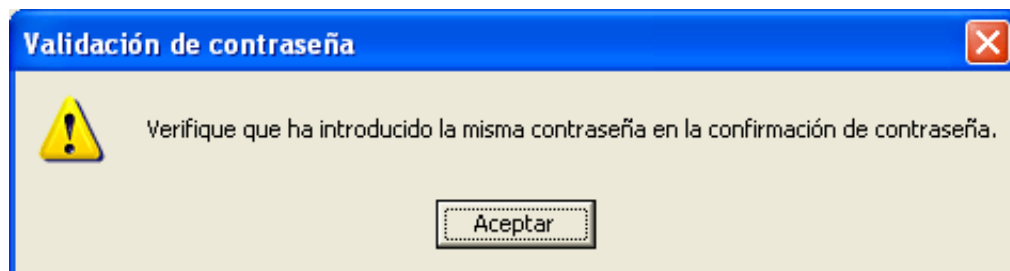 Validación de contraseña
Verifique que ha introducido la misma contraseña en la confirmación de contraseña.
Aceptar